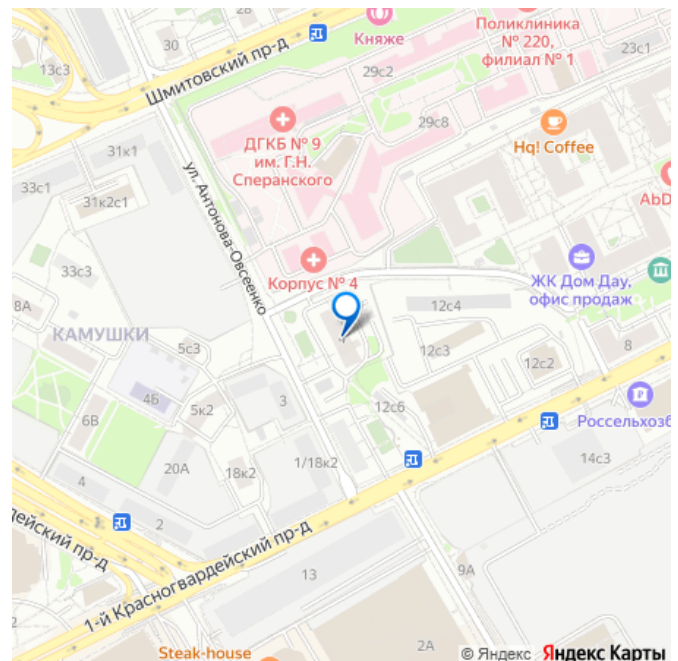 Поликлиника
№ 220,
филиал № 1
Княже
30
28
23с1
13с3
Шмитовский пр-д
29с2
29с8
ДГКБ № 9
им. Г.Н.
Сперанского
Hq! Coffee
31к1
33с1
31к2с1
ул. Антонова-Овсеенко
AbD
33с3
Корпус № 4
ЖК Дом Дау,
офис продаж
8А
12с4
КАМУШКИ
5с3
4
12с3
12с2
8
4Б
5к2
3
12с6
6В
Россельхозб
20А
18к2
1/18к2
14с3
4
2
дейский пр-д
1-й Красногвардейский пр-д
13
9А
2А
Steak-house
© Яндекс Яндекс Карты